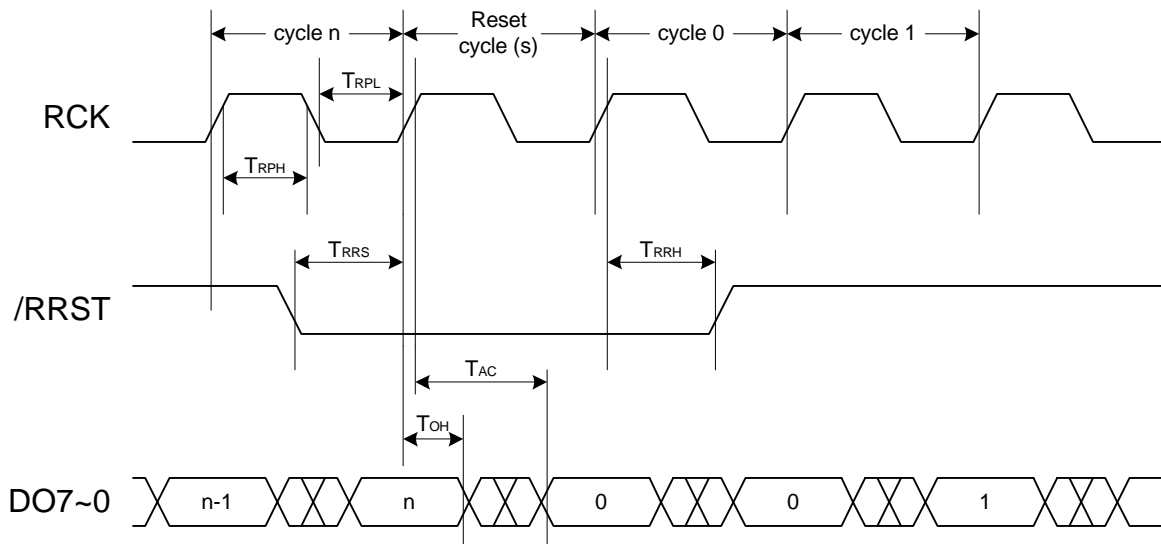 cycle n
Reset
cycle (s)
cycle 0
cycle 1
TRPL
RCK
TRPH
TRRS
TRRH
/RRST
TAC
TOH
DO7~0
n-1
n
0
0
1